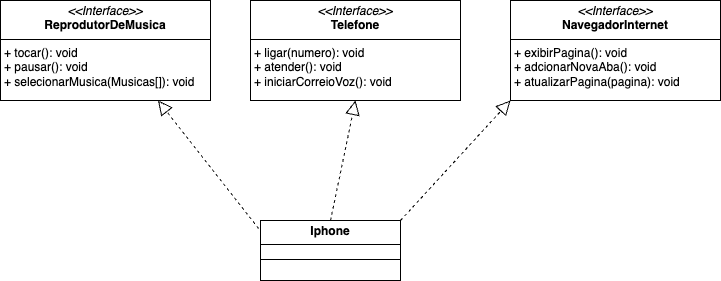 <<Interface>>
ReprodutorDeMusica
+ tocar(): void
+ pausar(): void
+ selecionarMusica(Musicas[]): void
<<Interface>>
Telefone
+ ligar(numero): void
+ atender(): void
+ iniciarCorreioVoz(): void
<<Interface>>
NavegadorInternet
+ exibirPagina(): void
+ adcionarNovaAba(): void
+ atualizarPagina(pagina): void
Iphone